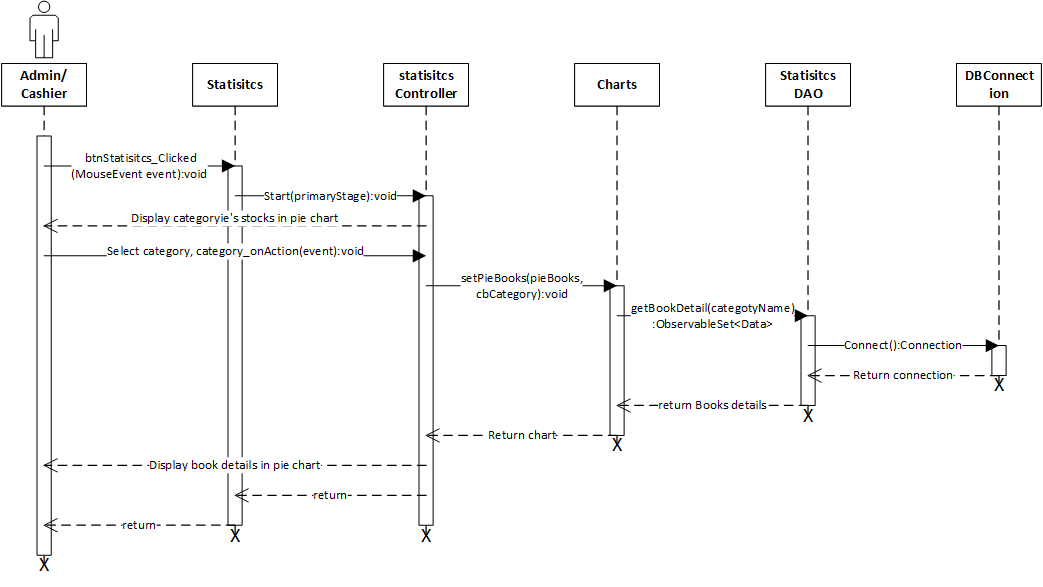 Admin/
Cashier
Statisitcs
statisitcs
Controller
Charts
Statisitcs
DAO
DBConnect
ion
btnStatisitcs_Clicked
(MouseEvent event):void
Start(primaryStage):void
Display categoryie's stocks in pie chart
Select category, category_onAction(event):void
setPieBooks(pieBooks,
cbCategory):void
getBookDetail(categotyName)
:ObservableSet<Data>
Connect():Connection
Return connection
X
return Books details
X
Return chart
X
Display book details in pie chart
return
return
X
X
X